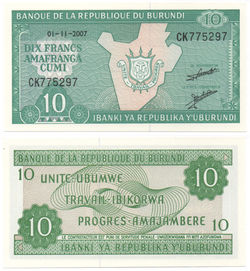 BANQUE DE LA REPUBLIQUE DU BURUNDI 10
01-11-2007 CK775297
DIX FRANCS
AMAFRANGA
CUMI
CK775297
10 IBANKI YA REPUBLIKA Y'UBURUNDI
BANQUE DE LA REPUBLIQUE DU BURUNDI
10 UNITE-UBUMWE 10
TRAVAIL-IBIKORWA
10 PROGRES-AMAJAMBERE 10
IBANKI YA REPUBLIKA Y'UBURUNDI